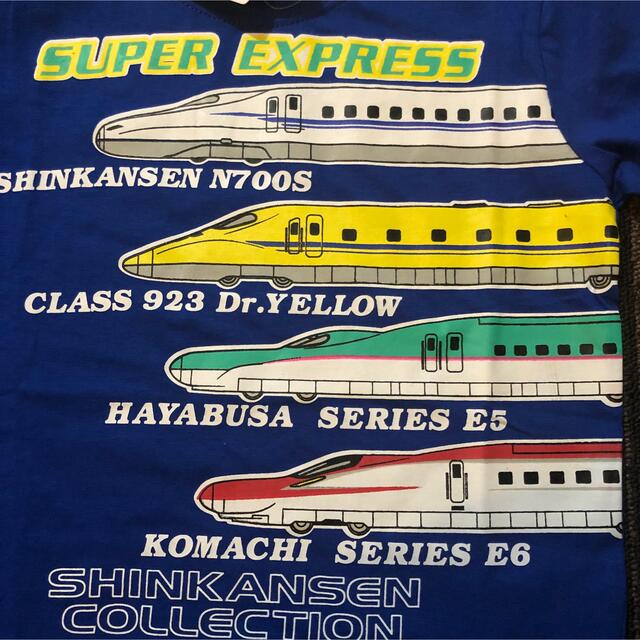 SUPER EXPRESS
SHINKANSEN N700S
CLASS 923 Dr.YELLOW
HAYABUSA SERIES E5
KOMACHI SERIES E6
SHINKANSEN
COLLECTION